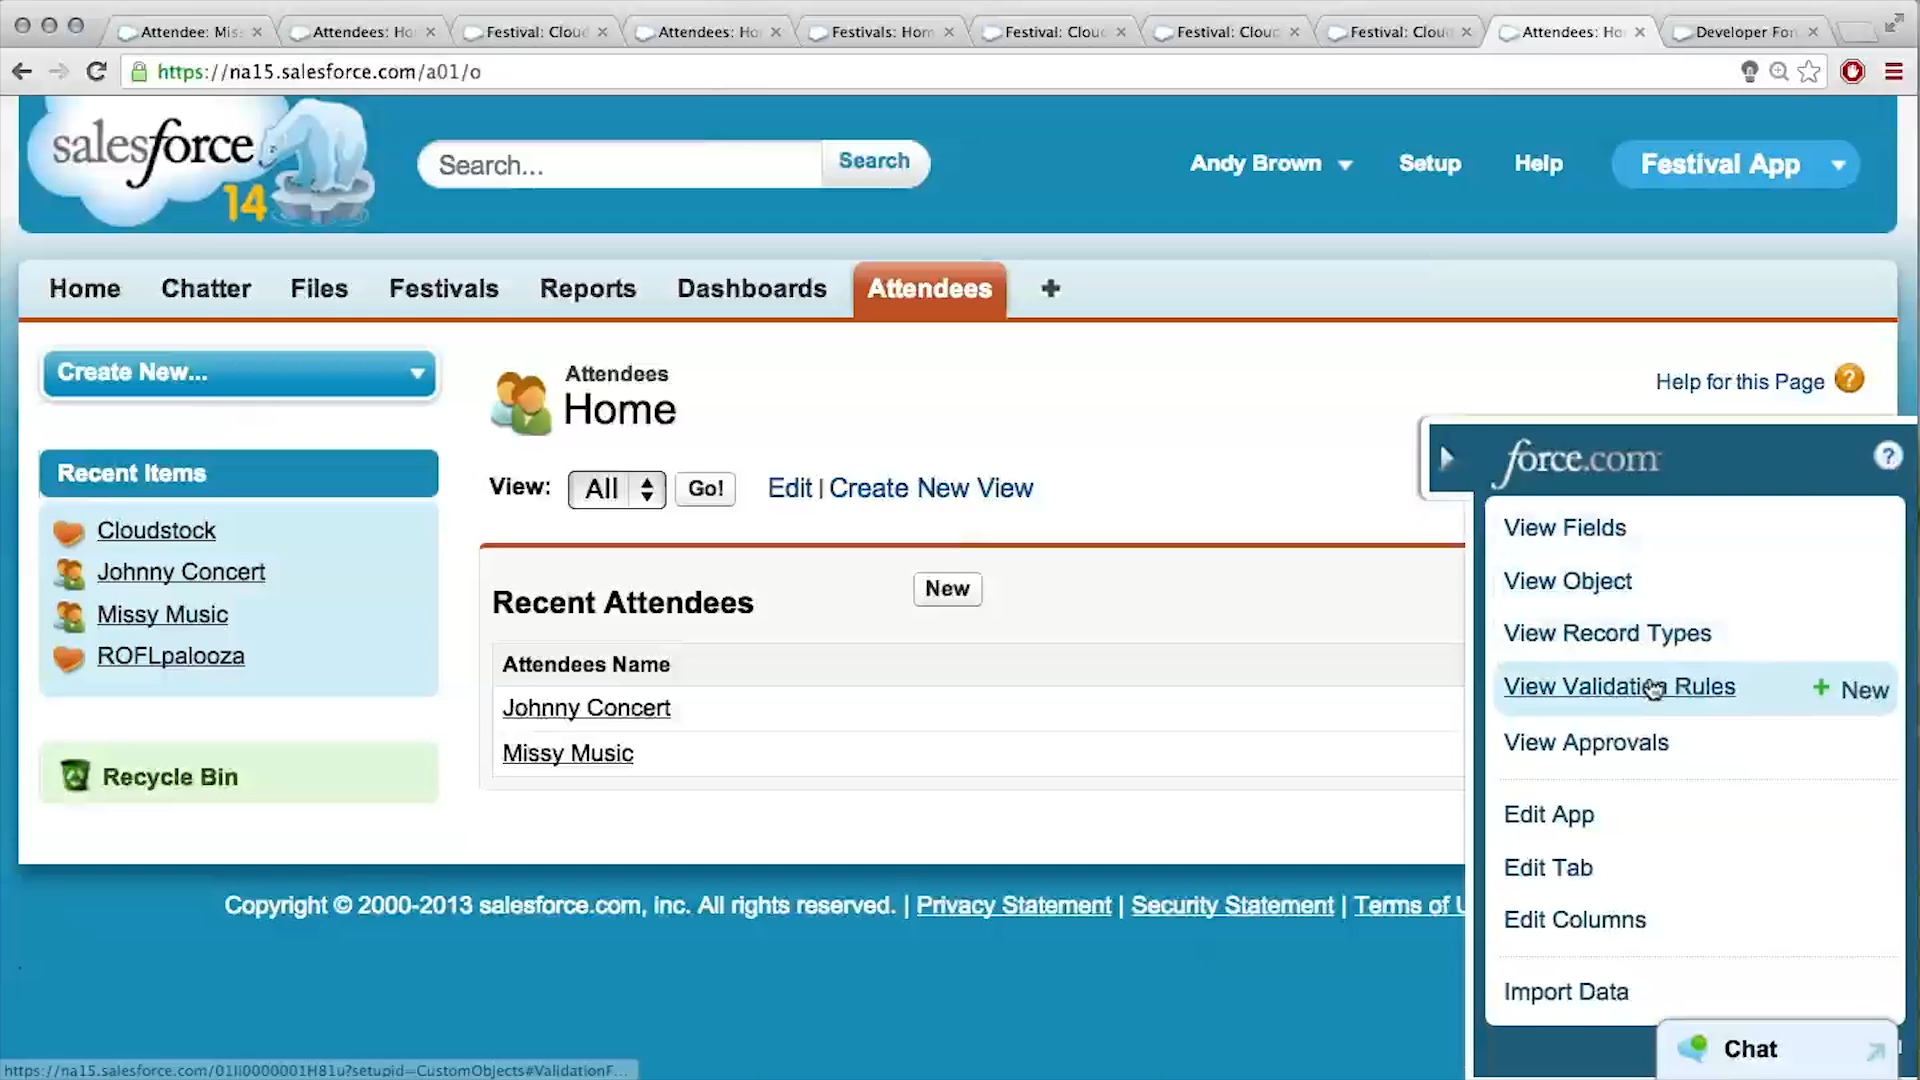 Attendee: Mis
Attendees: Ho
Festival: Cloud
Attendees: Ho
Festivals: Hom
Festival: Cloud
Festival: Cloud
Festival: Cloud
Attendees: Ho
Developer For
https://na15.salesforce.com/a01/o
salesforce
14
Search...
Search
Andy Brown
Setup
Help
Festival App
Home
Chatter
Files
Festivals
Reports
Dashboards
Attendees
+
Create New...
Attendees
Home
Help for this Page ?
Recent Items
Cloudstock
Johnny Concert
Missy Music
ROFLpalooza
Recycle Bin
View: All Go! Edit | Create New View
Recent Attendees
New
Attendees Name
Johnny Concert
Missy Music
force.com
?
View Fields
View Object
View Record Types
View Validation Rules + New
View Approvals
Edit App
Edit Tab
Edit Columns
Import Data
Chat
Copyright © 2000-2013 salesforce.com, inc. All rights reserved. | Privacy Statement | Security Statement | Terms of U